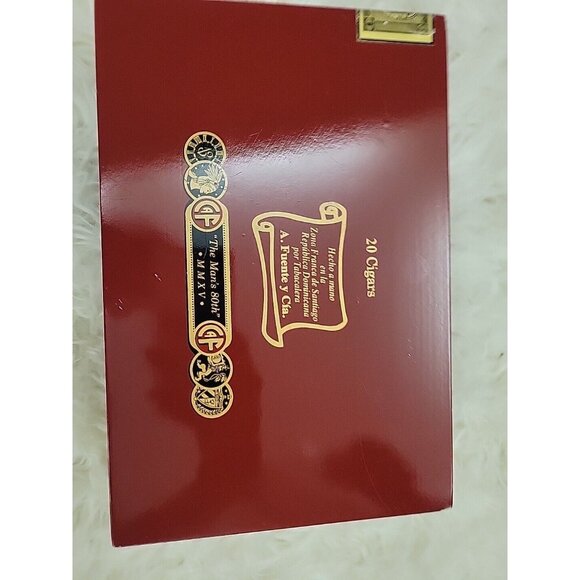 20 Cigars
Hecho a mano
en la
Zona Franca de Santiago
República Dominicana
por Tabacalera
A. Fuente y Cía.
"The Man's 80th"
• MMXV •